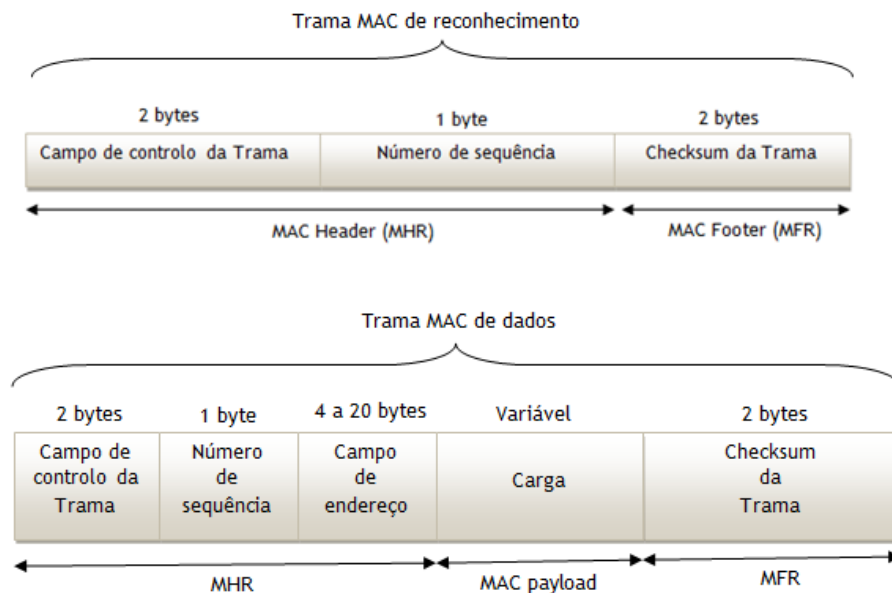 Trama MAC de reconhecimento
2 bytes
1 byte
2 bytes
Campo de controlo da Trama
Número de sequência
Checksum da Trama
MAC Header (MHR)
MAC Footer (MFR)
Trama MAC de dados
2 bytes
1 byte
4 a 20 bytes
Variável
2 bytes
Campo de
controlo da
Trama
Número
de
sequência
Campo
de
endereço
Carga
Checksum
da
Trama
MHR
MAC payload
MFR